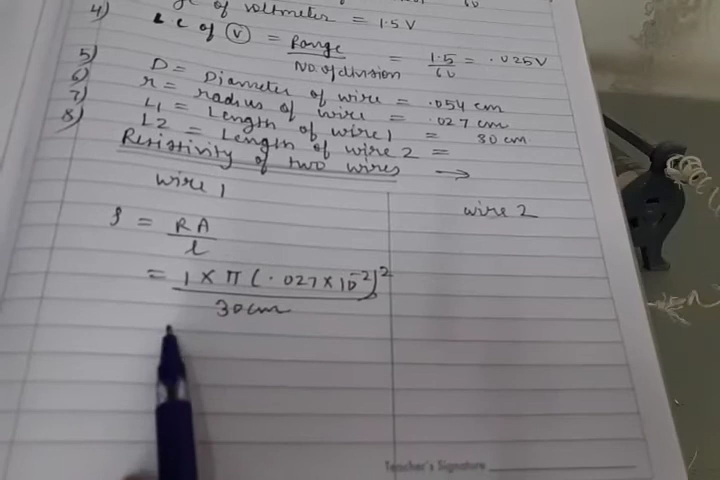 4) of voltmeter = 1.5 V
L.C of Ⓥ = Range / No. of division = 1.5 / 60 = .025V
5) D = Diameter of wire = .054 cm
6) r = radius of wire = .027 cm
7) L1 = Length of wire 1 = 30 cm
8) L2 = Length of wire 2 =
Resistivity of two wires →
wire 1
wire 2
ρ = RA / l
= 1 × π (.027 × 10⁻²)² / 30cm
Teacher's Signature